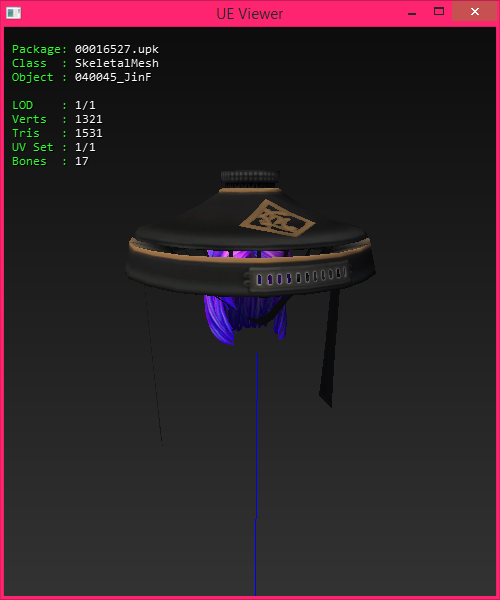 UE Viewer
Package: 00016527.upk
Class : SkeletalMesh
Object : 040045_JinF
LOD : 1/1
Verts : 1321
Tris : 1531
UV Set : 1/1
Bones : 17